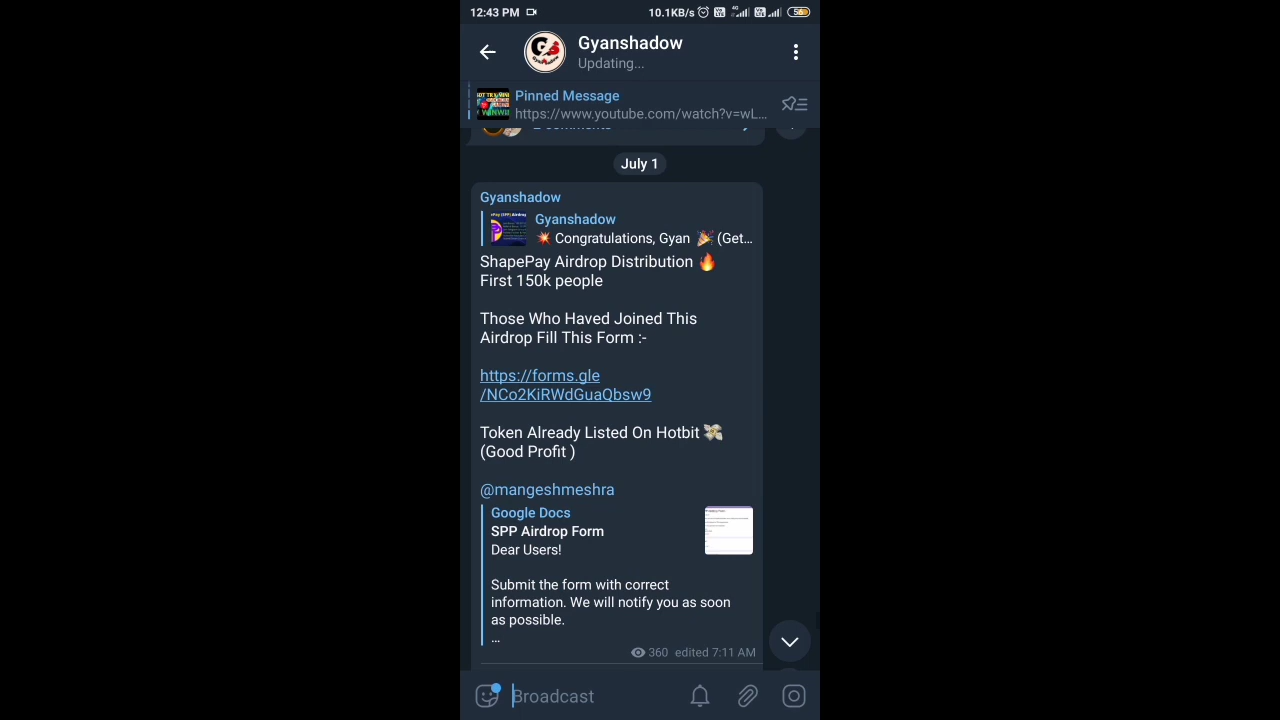 12:43 PM 10.1KB/s 4G 56
Gyanshadow
Updating...
Pinned Message
https://www.youtube.com/watch?v=wL...
2 comments
July 1
Gyanshadow
Gyanshadow
💥 Congratulations, Gyan 🎉 (Get...
ShapePay Airdrop Distribution 🔥
First 150k people
Those Who Haved Joined This
Airdrop Fill This Form :-
https://forms.gle
/NCo2KiRWdGuaQbsw9
Token Already Listed On Hotbit 💸
(Good Profit )
@mangeshmeshra
Google Docs
SPP Airdrop Form
Dear Users!
Submit the form with correct
information. We will notify you as soon
as possible.
...
360 edited 7:11 AM
Broadcast